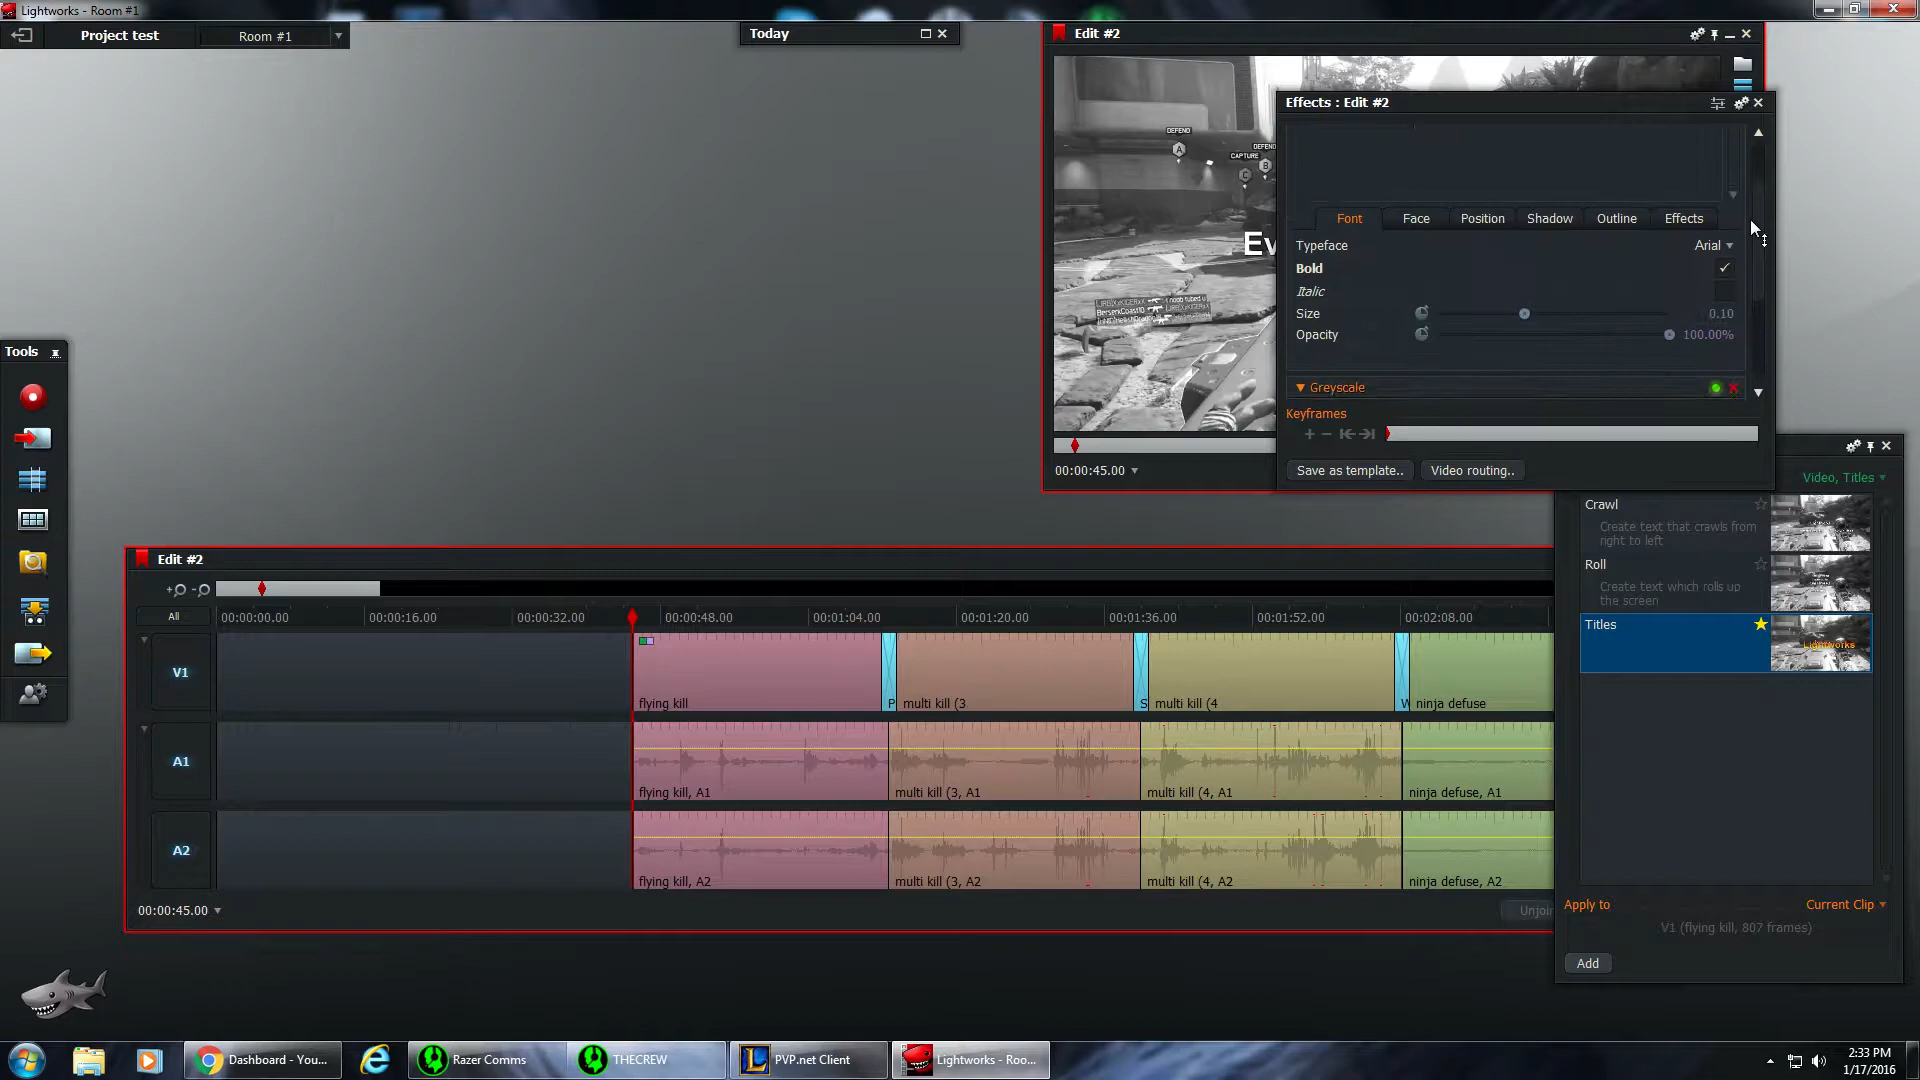 Lightworks - Room #1
Project test
Room #1
Today
Edit #2
DEFEND
A
DEFEND
CAPTURE
B
C
Ev
Effects : Edit #2
Font
Face
Position
Shadow
Outline
Effects
Typeface
Arial
Bold
Italic
Size
0.10
Opacity
100.00%
Greyscale
Keyframes
Save as template..
Video routing..
00:00:45.00
Tools
Video, Titles
Crawl
Create text that crawls from
right to left
Roll
Create text which rolls up
the screen
Titles
Lightworks
Apply to
Current Clip
V1 (flying kill, 807 frames)
Add
Edit #2
All
00:00:00.00
00:00:16.00
00:00:32.00
00:00:48.00
00:01:04.00
00:01:20.00
00:01:36.00
00:01:52.00
00:02:08.00
V1
flying kill
P
multi kill (3
S
multi kill (4
W
ninja defuse
A1
flying kill, A1
multi kill (3, A1
multi kill (4, A1
ninja defuse, A1
A2
flying kill, A2
multi kill (3, A2
multi kill (4, A2
ninja defuse, A2
00:00:45.00
Unjoin
Dashboard - You...
Razer Comms
THECREW
PVP.net Client
Lightworks - Roo...
2:33 PM
1/17/2016